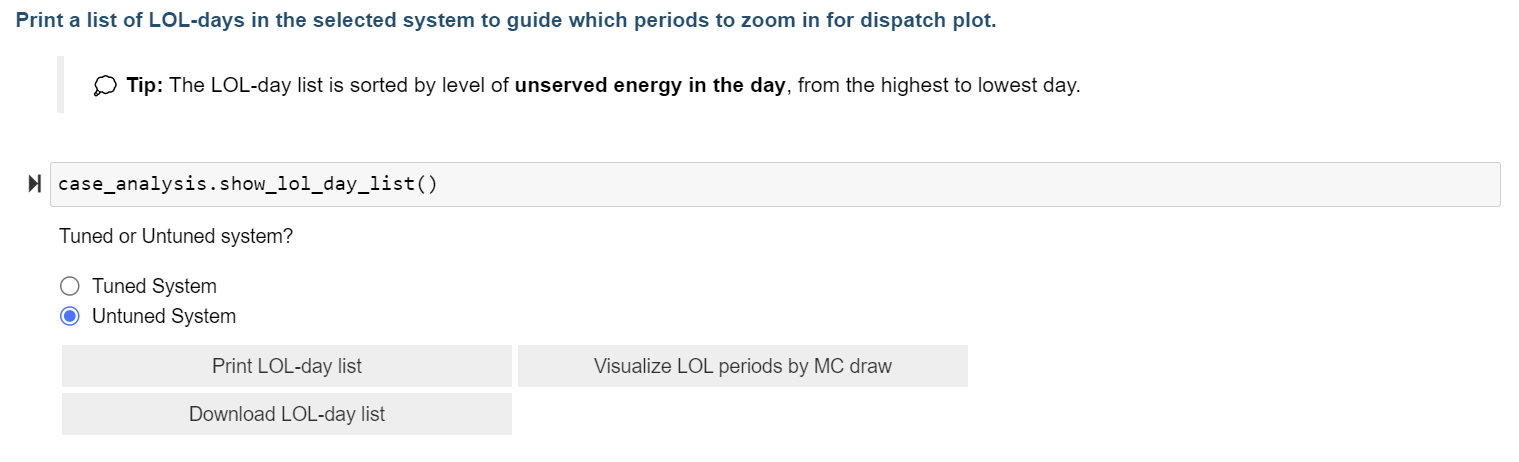 Print a list of LOL-days in the selected system to guide which periods to zoom in for dispatch plot.
Tip: The LOL-day list is sorted by level of unserved energy in the day, from the highest to lowest day.
case_analysis.show_lol_day_list()
Tuned or Untuned system?
Tuned System
Untuned System
Print LOL-day list
Visualize LOL periods by MC draw
Download LOL-day list